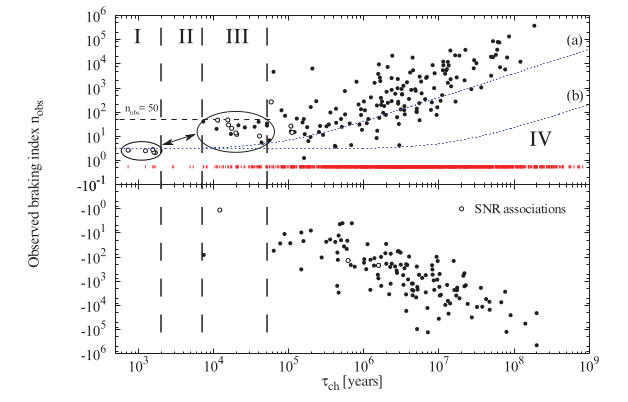 I II III
10^6
10^5
(a)
10^4
10^3
(b)
10^2
n_obs = 50
10^1
IV
10^0
-10^-1
Observed braking index n_obs
-10^0
SNR associations
-10^1
-10^2
-10^3
-10^4
-10^5
-10^6
10^3 10^4 10^5 10^6 10^7 10^8 10^9
τ_ch [years]